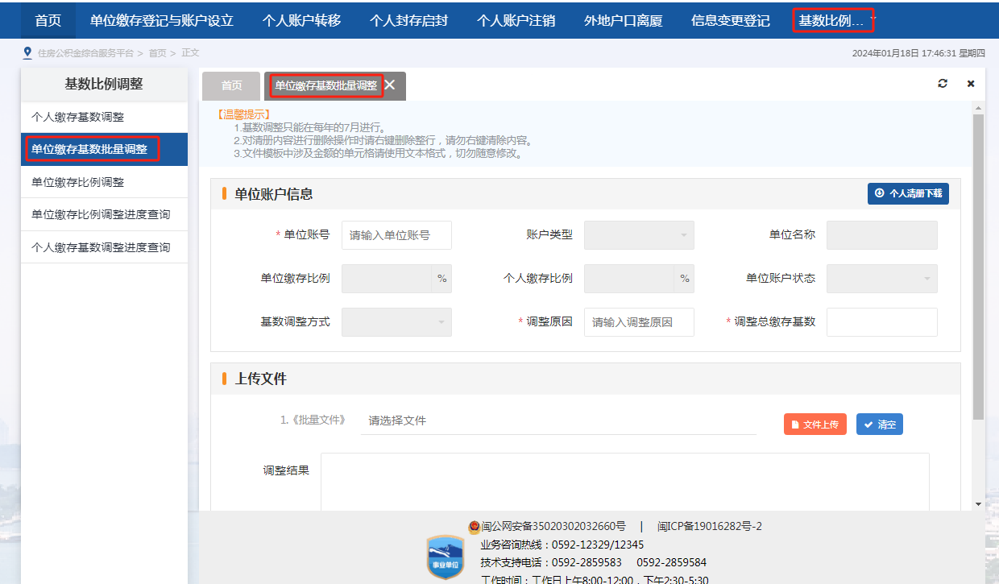 首页 单位缴存登记与账户设立 个人账户转移 个人封存启封 个人账户注销 外地户口离厦 信息变更登记 基数比例...
住房公积金综合服务平台 > 首页 > 正文 2024年01月18日 17:46:31 星期四
基数比例调整
个人缴存基数调整
单位缴存基数批量调整
单位缴存比例调整
单位缴存比例调整进度查询
个人缴存基数调整进度查询
首页 单位缴存基数批量调整
【温馨提示】
1.基数调整只能在每年的7月进行。
2.对清册内容进行删除操作时请右键删除整行，请勿右键清除内容。
3.文件模板中涉及金额的单元格请使用文本格式，切勿随意修改。
单位账户信息 个人清册下载
* 单位账号 请输入单位账号 账户类型 单位名称
单位缴存比例 % 个人缴存比例 % 单位账户状态
基数调整方式 * 调整原因 请输入调整原因 * 调整总缴存基数
上传文件
1.《批量文件》 请选择文件 文件上传 清空
调整结果
闽公网安备35020302032660号 | 闽ICP备19016282号-2
事业单位
业务咨询热线：0592-12329/12345
技术支持电话：0592-2859583 0592-2859584
工作时间：工作日上午8:00-12:00，下午2:30-5:30